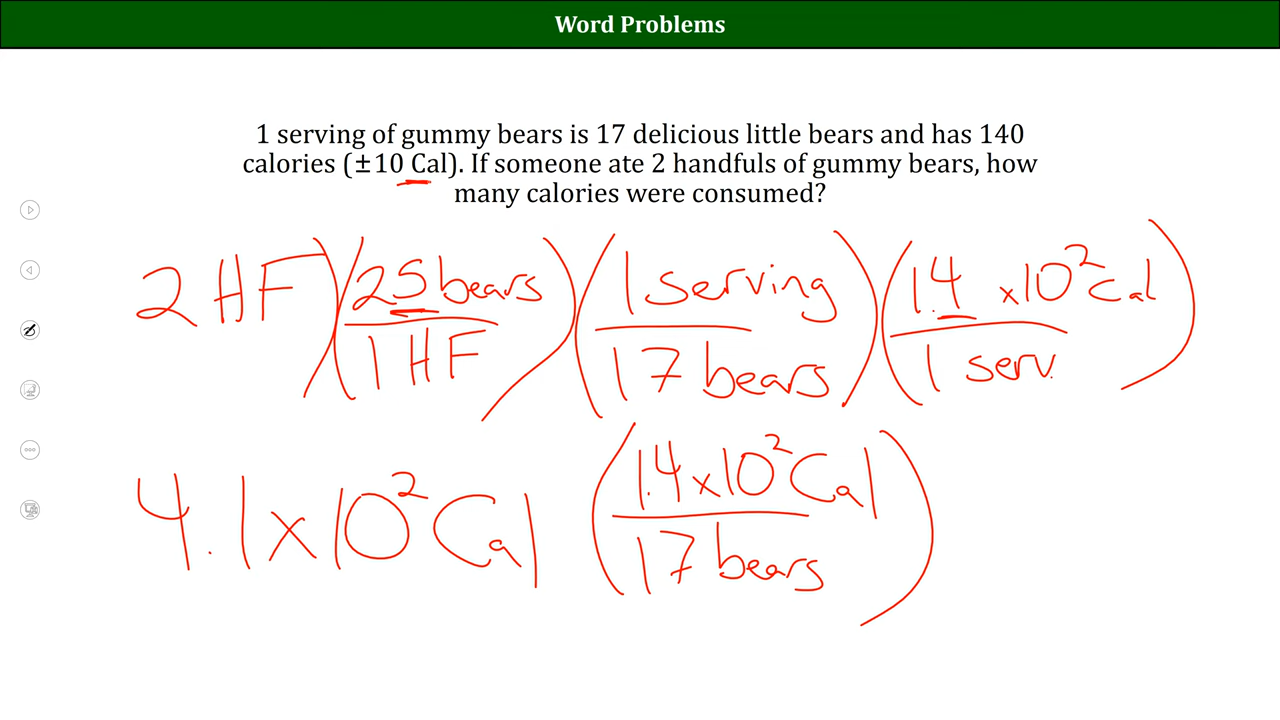 Word Problems
1 serving of gummy bears is 17 delicious little bears and has 140
calories (±10 Cal). If someone ate 2 handfuls of gummy bears, how
many calories were consumed?
2 HF) (25 bears / 1 HF) (1 serving / 17 bears) (1.4 x10² Cal / 1 serv.)
4.1 x 10² Cal (1.4 x10² Cal / 17 bears)